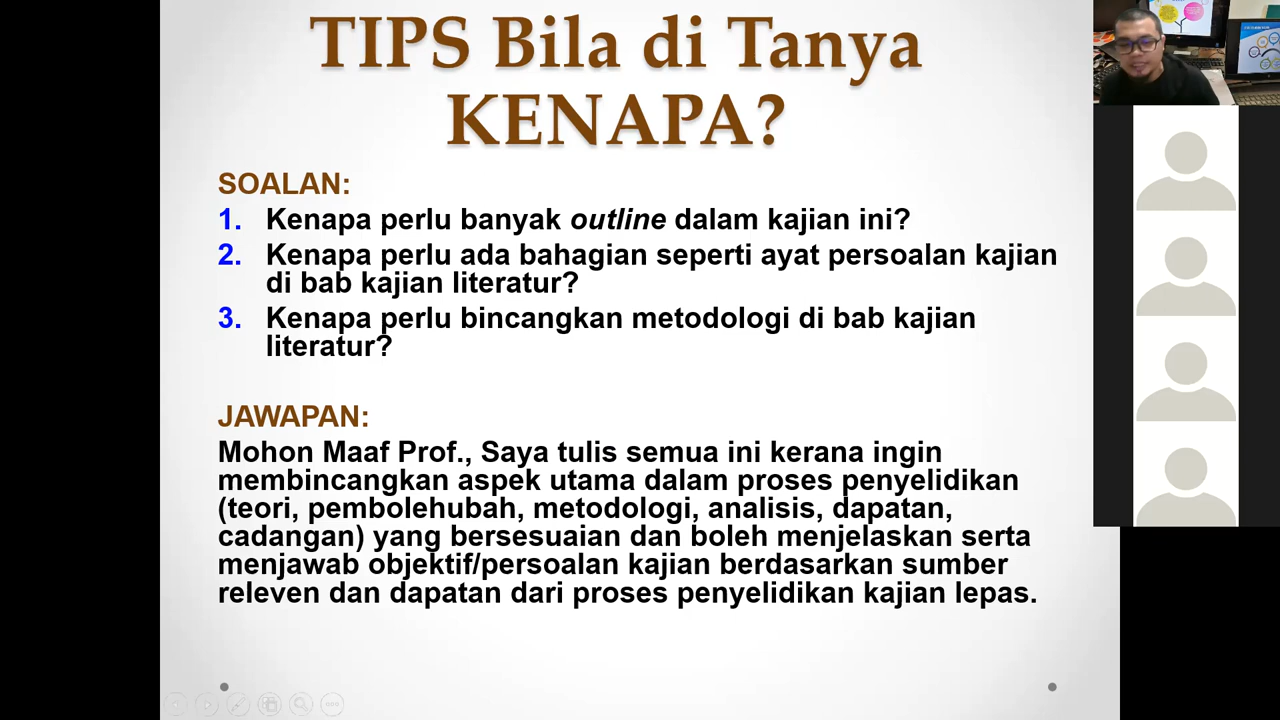 TIPS Bila di Tanya
KENAPA?
SOALAN:
1. Kenapa perlu banyak outline dalam kajian ini?
2. Kenapa perlu ada bahagian seperti ayat persoalan kajian
di bab kajian literatur?
3. Kenapa perlu bincangkan metodologi di bab kajian
literatur?
JAWAPAN:
Mohon Maaf Prof., Saya tulis semua ini kerana ingin
membincangkan aspek utama dalam proses penyelidikan
(teori, pembolehubah, metodologi, analisis, dapatan,
cadangan) yang bersesuaian dan boleh menjelaskan serta
menjawab objektif/persoalan kajian berdasarkan sumber
releven dan dapatan dari proses penyelidikan kajian lepas.